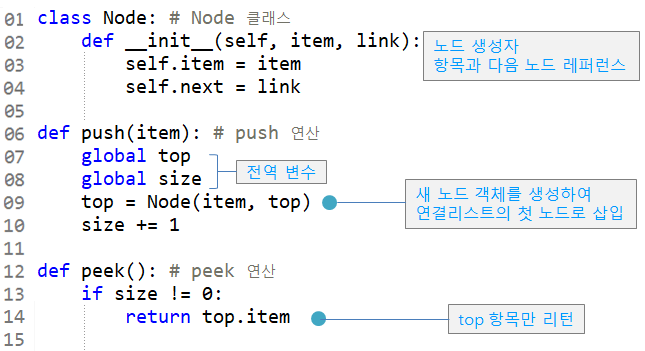 01 class Node: # Node 클래스
02 def __init__(self, item, link):
노드 생성자
항목과 다음 노드 레퍼런스
03 self.item = item
04 self.next = link
05
06 def push(item): # push 연산
07 global top
전역 변수
08 global size
09 top = Node(item, top)
새 노드 객체를 생성하여
연결리스트의 첫 노드로 삽입
10 size += 1
11
12 def peek(): # peek 연산
13 if size != 0:
14 return top.item
top 항목만 리턴
15